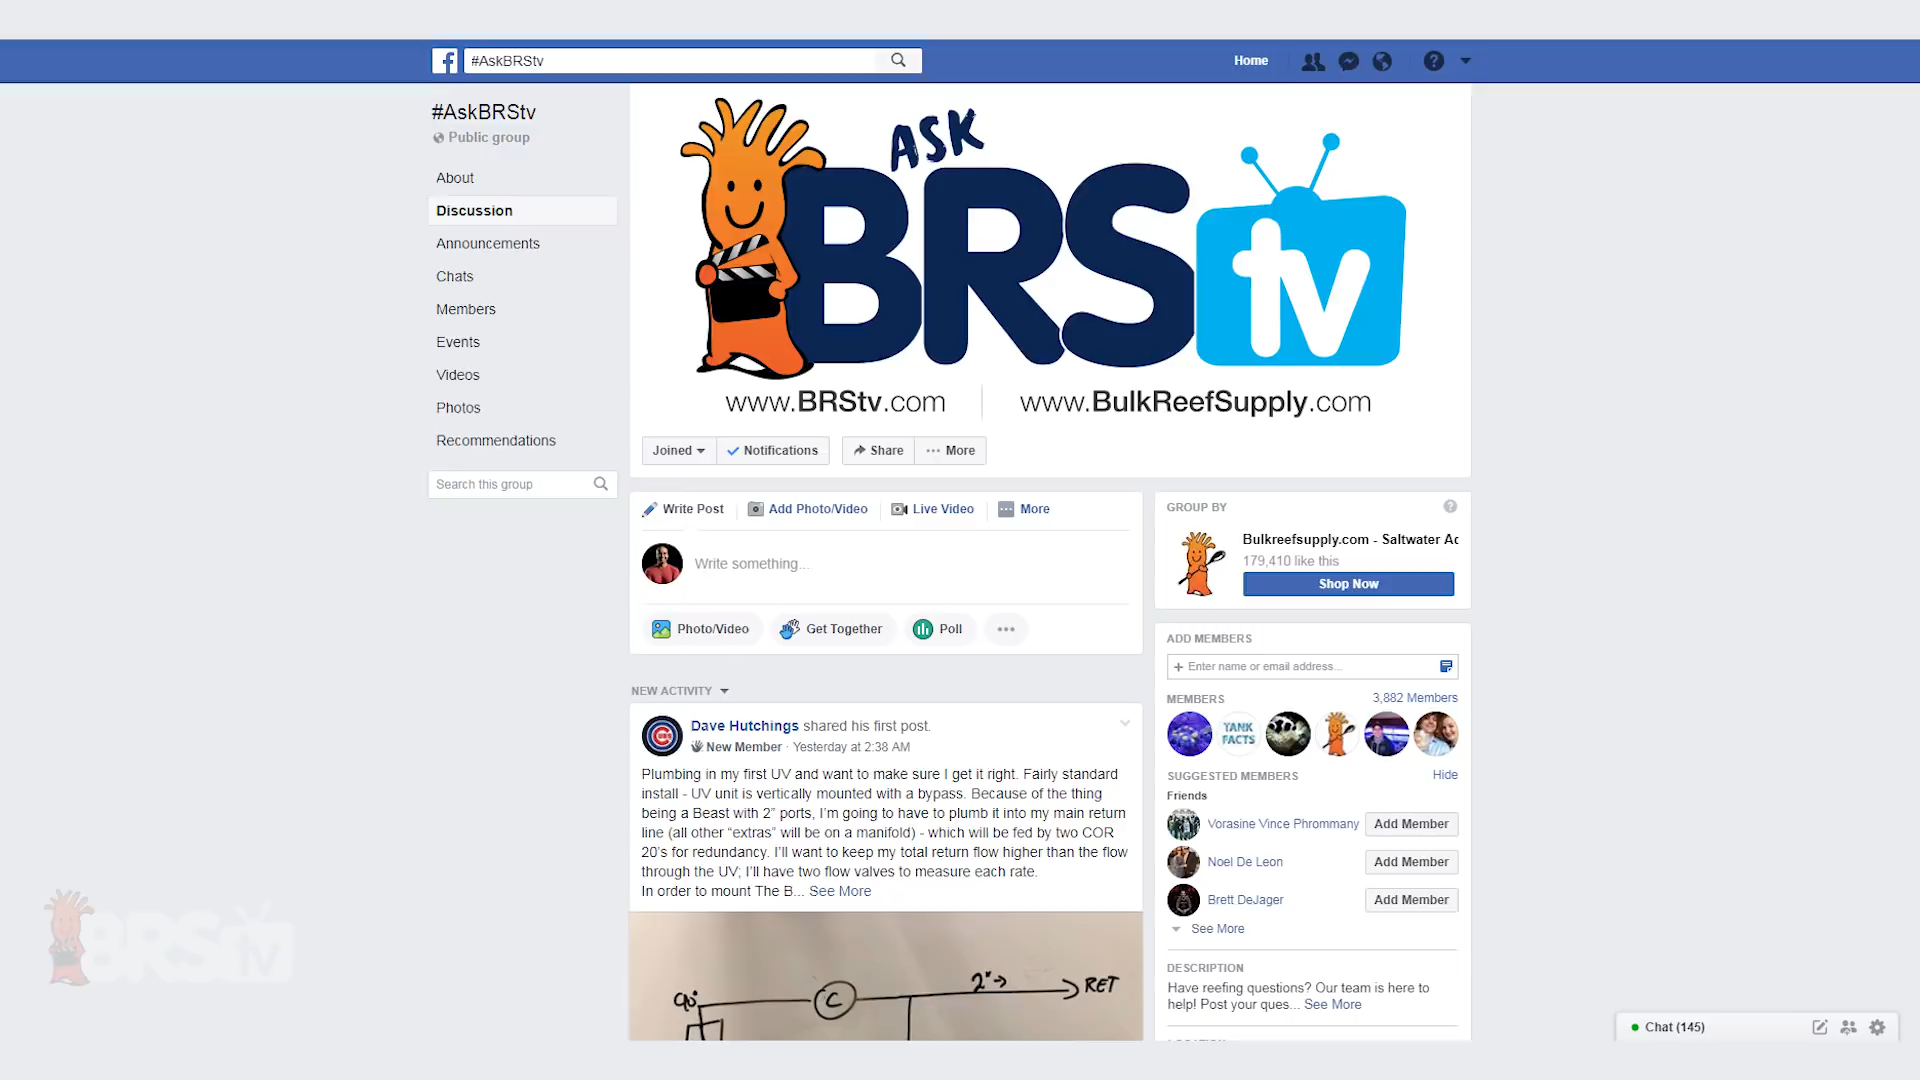 #AskBRStv
Home
#AskBRStv
Public group
About
Discussion
Announcements
Chats
Members
Events
Videos
Photos
Recommendations
Search this group
ASK
BRS tv
www.BRStv.com
www.BulkReefSupply.com
Joined
Notifications
Share
More
Write Post
Add Photo/Video
Live Video
More
Write something...
Photo/Video
Get Together
Poll
NEW ACTIVITY
Dave Hutchings shared his first post.
New Member · Yesterday at 2:38 AM
Plumbing in my first UV and want to make sure I get it right. Fairly standard
install - UV unit is vertically mounted with a bypass. Because of the thing
being a Beast with 2” ports, I’m going to have to plumb it into my main return
line (all other “extras” will be on a manifold) - which will be fed by two COR
20’s for redundancy. I’ll want to keep my total return flow higher than the flow
through the UV; I’ll have two flow valves to measure each rate.
In order to mount The B... See More
90°
C
2"→
RET
GROUP BY
Bulkreefsupply.com - Saltwater Ac
179,410 like this
Shop Now
ADD MEMBERS
+ Enter name or email address...
MEMBERS
3,882 Members
TANK
FACTS
SUGGESTED MEMBERS
Hide
Friends
Vorasine Vince Phrommany
Add Member
Noel De Leon
Add Member
Brett DeJager
Add Member
See More
DESCRIPTION
Have reefing questions? Our team is here to
help! Post your ques... See More
Chat (145)
BRStv